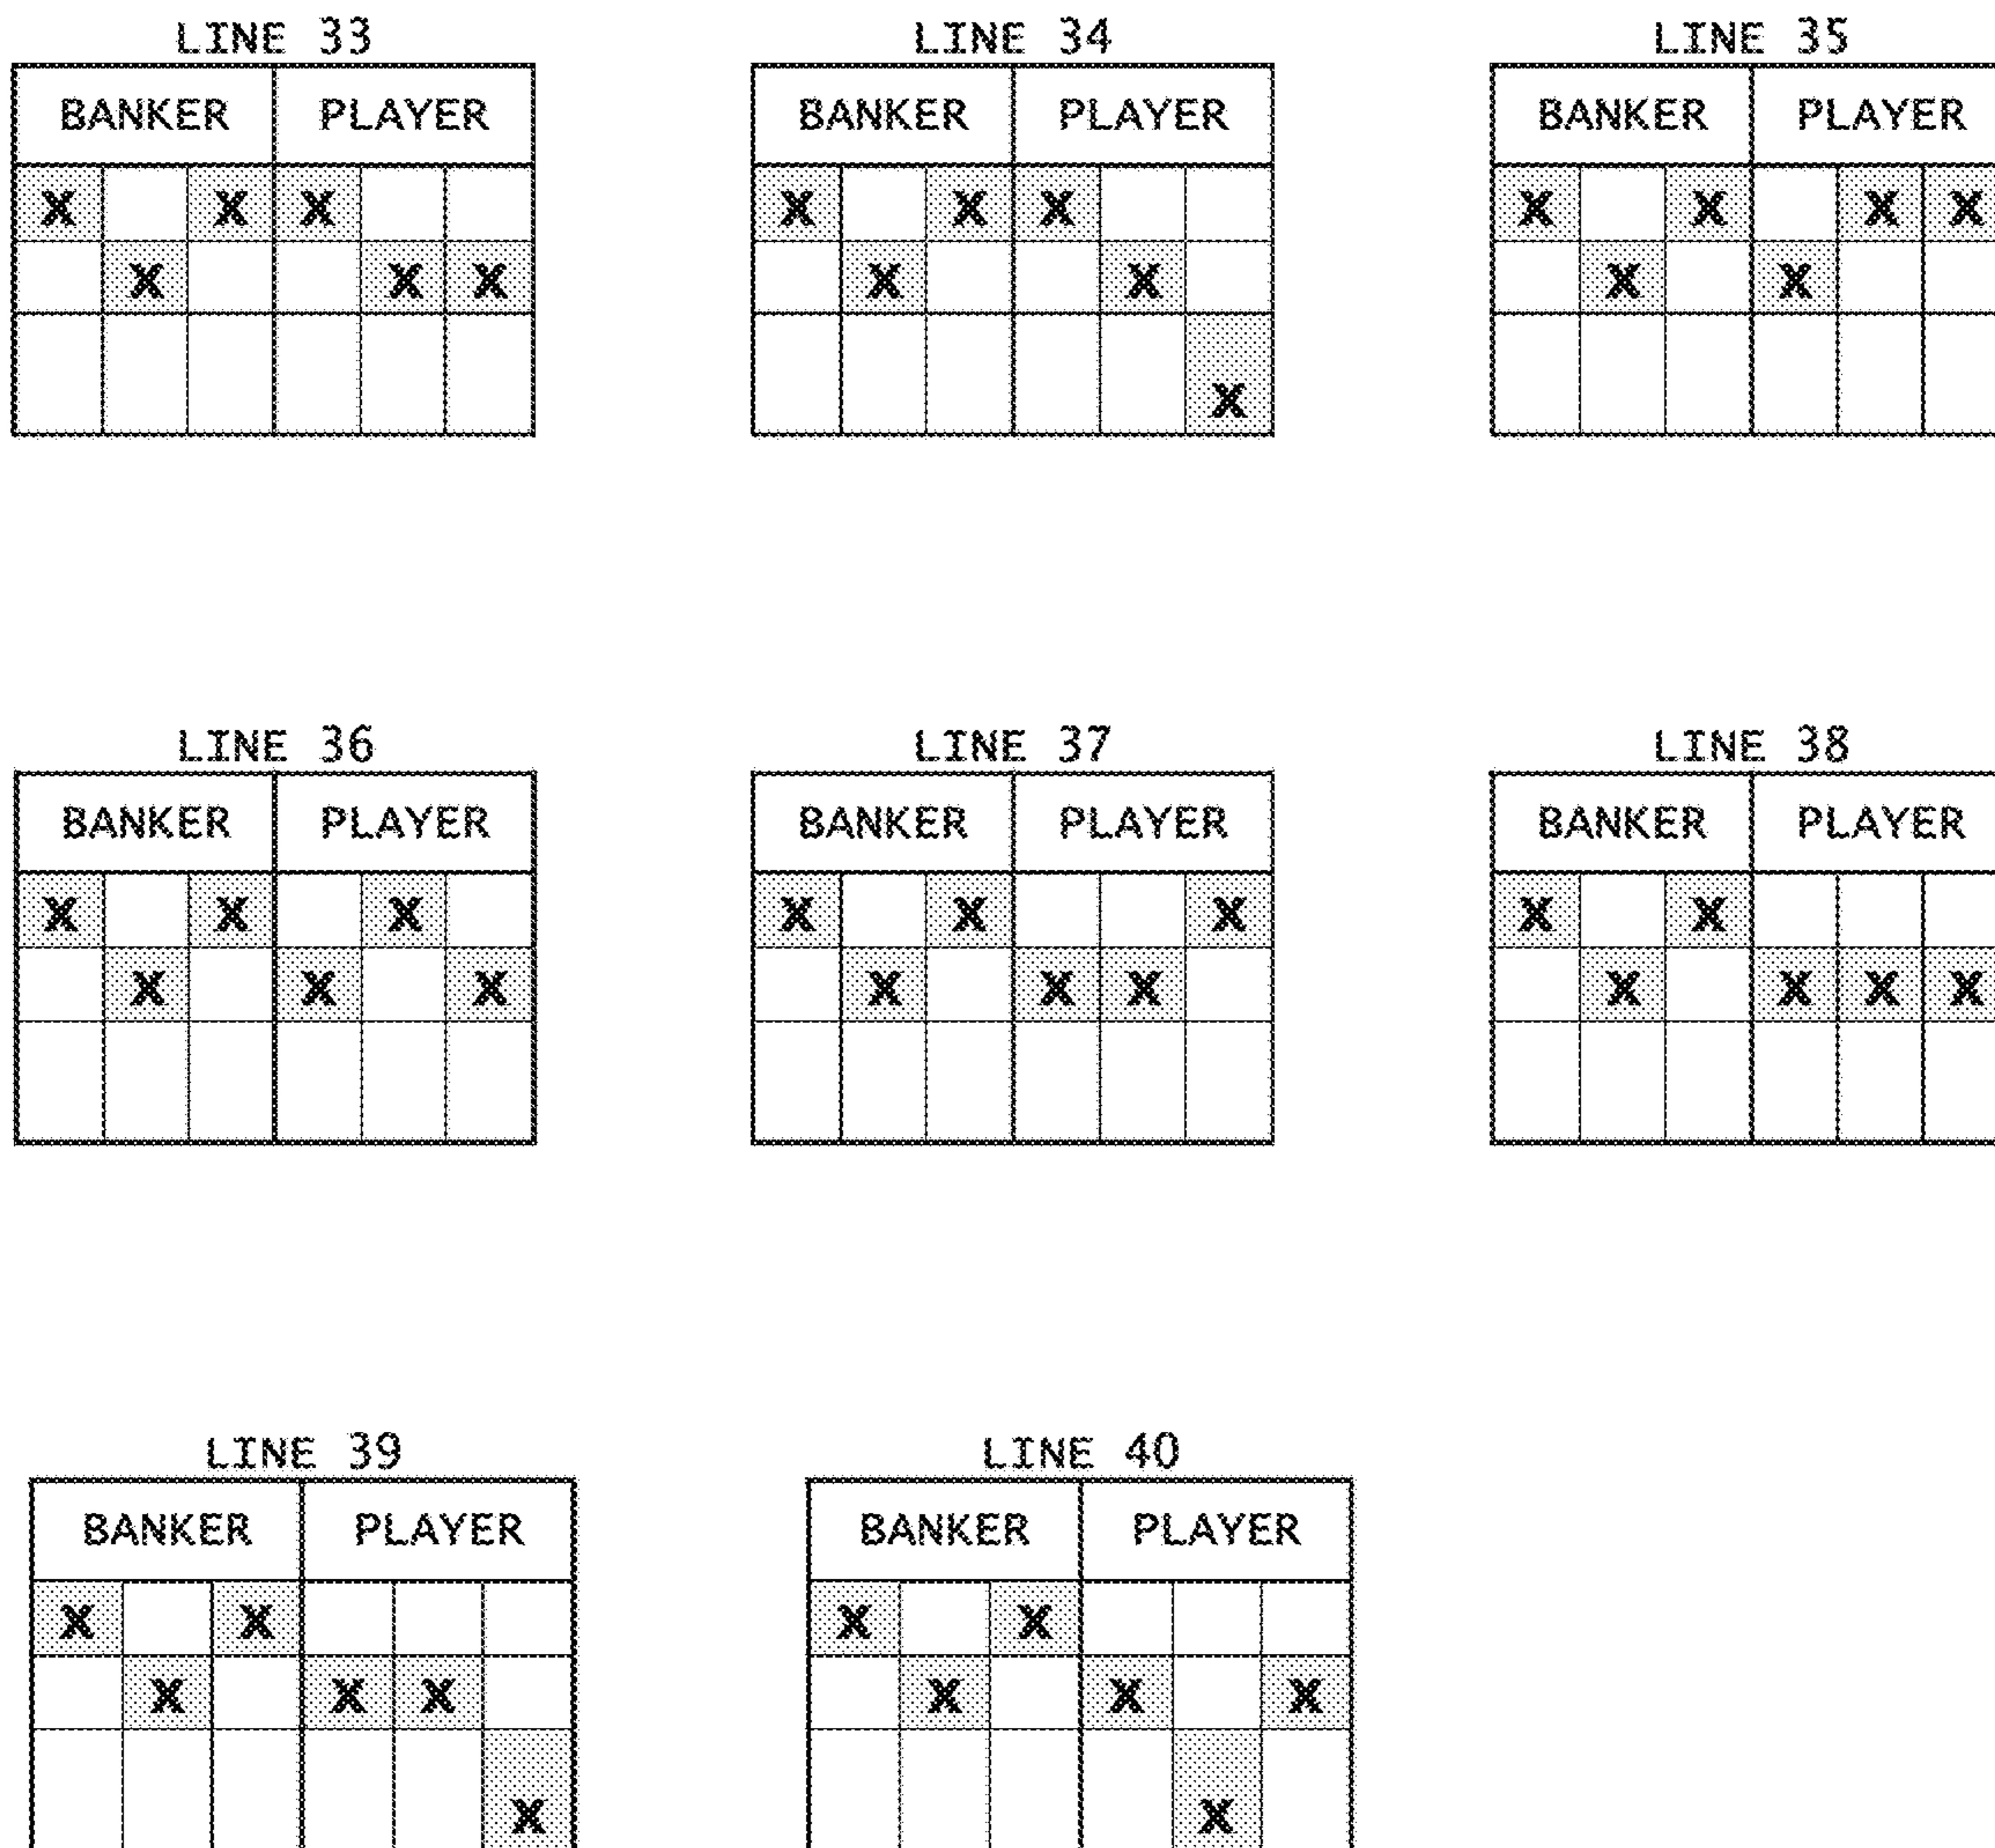 LINE 33 LINE 34 LINE 35
BANKER PLAYER BANKER PLAYER BANKER PLAYER
X X X X X X X X X X
X X X X X X X X
X
LINE 36 LINE 37 LINE 38
BANKER PLAYER BANKER PLAYER BANKER PLAYER
X X X X X X X X
X X X X X X X X X X
LINE 39 LINE 40
BANKER PLAYER BANKER PLAYER
X X X X
X X X X X X
X X